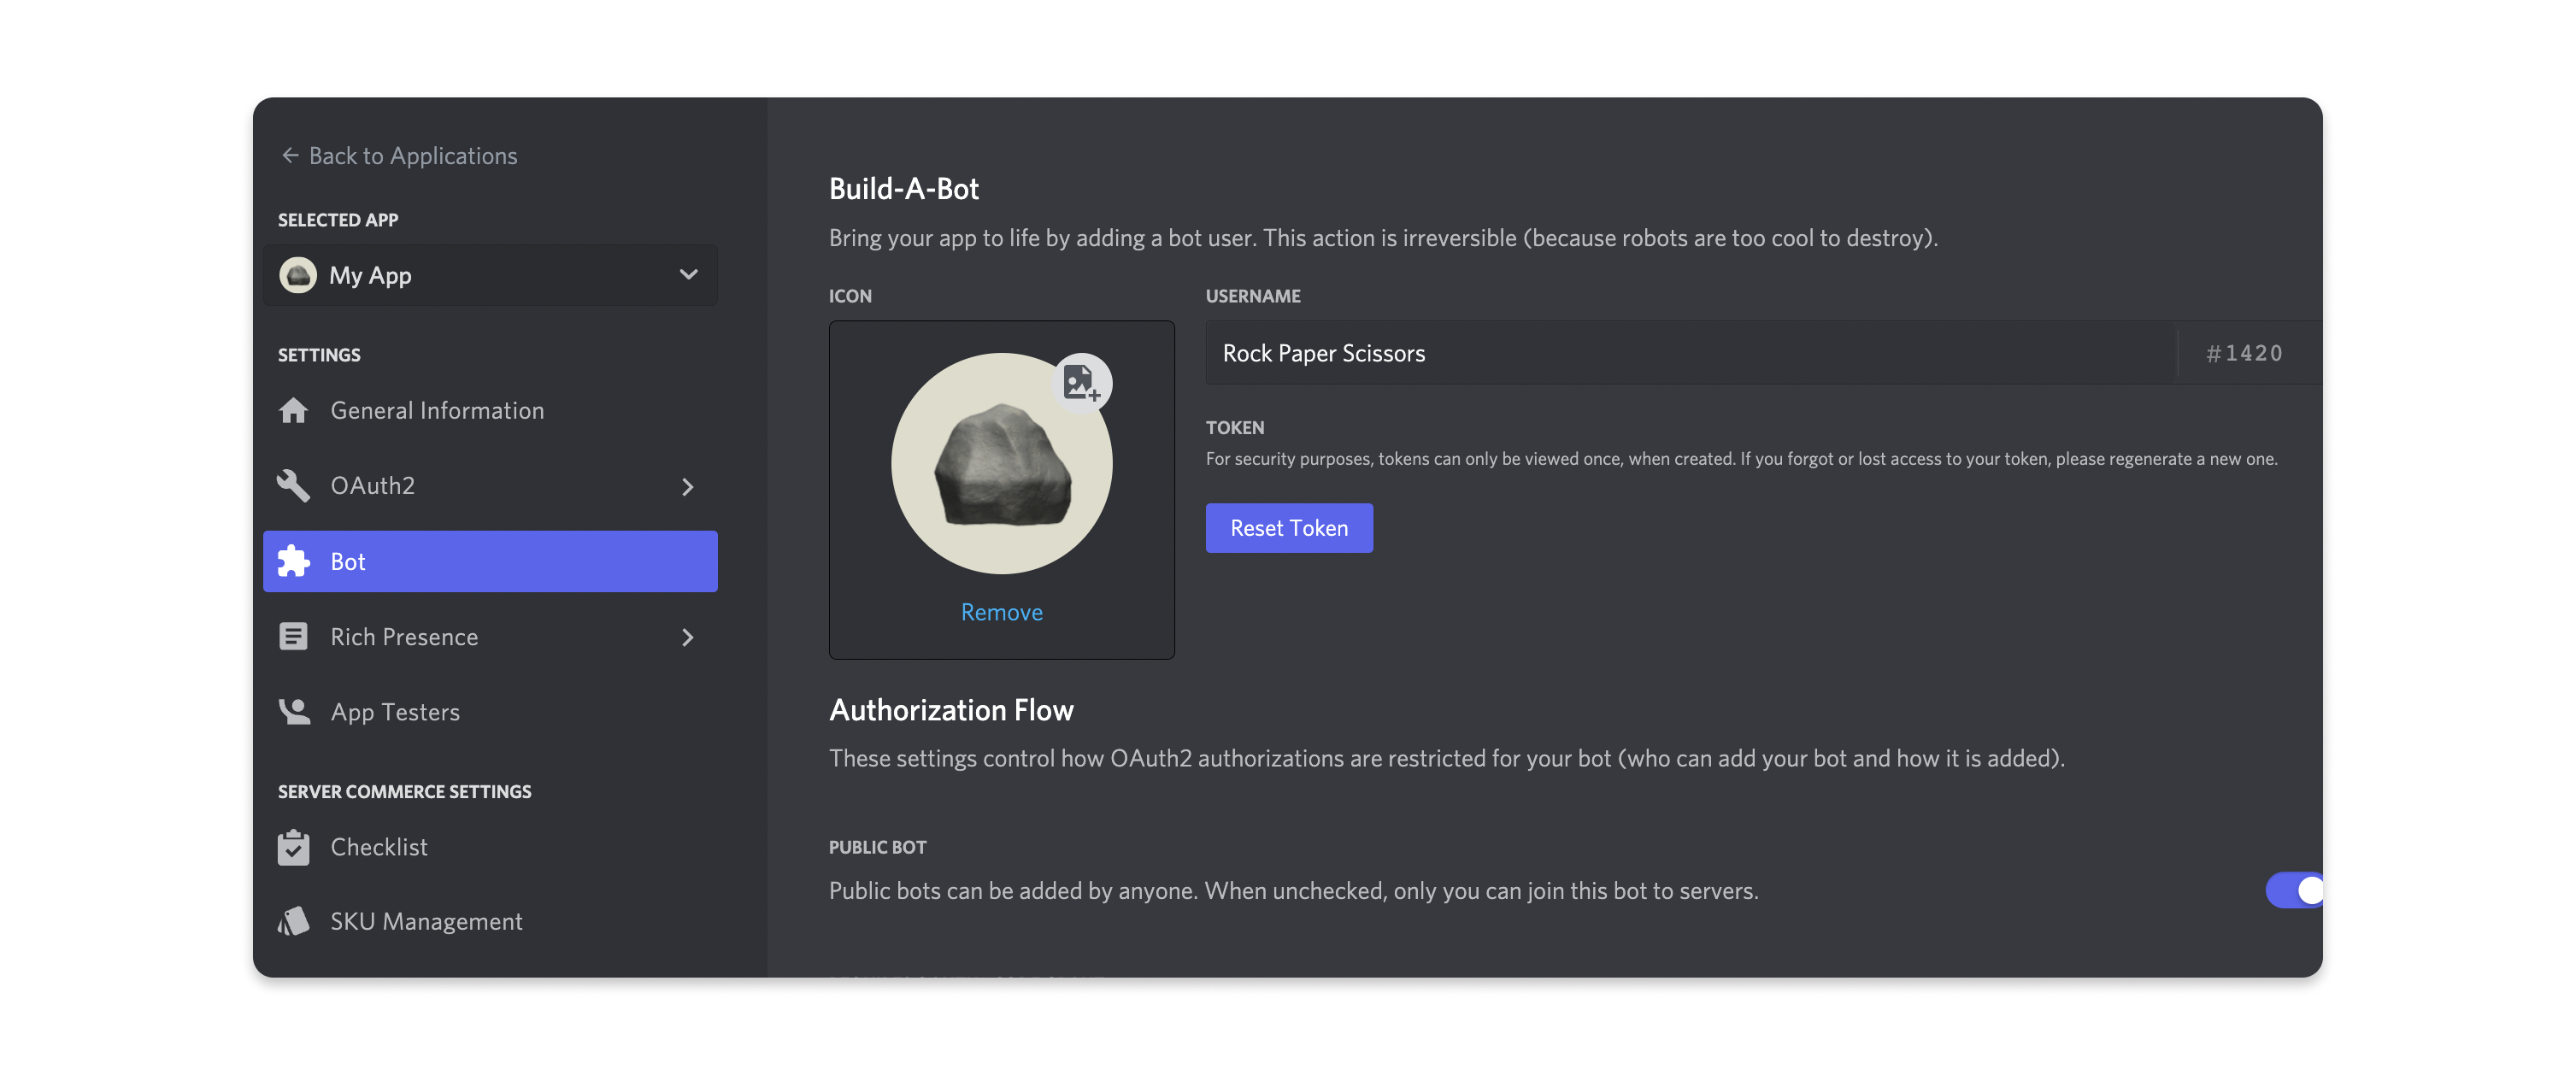 ← Back to Applications
SELECTED APP
My App
SETTINGS
General Information
OAuth2
Bot
Rich Presence
App Testers
SERVER COMMERCE SETTINGS
Checklist
SKU Management
Build-A-Bot
Bring your app to life by adding a bot user. This action is irreversible (because robots are too cool to destroy).
ICON
Remove
USERNAME
Rock Paper Scissors #1420
TOKEN
For security purposes, tokens can only be viewed once, when created. If you forgot or lost access to your token, please regenerate a new one.
Reset Token
Authorization Flow
These settings control how OAuth2 authorizations are restricted for your bot (who can add your bot and how it is added).
PUBLIC BOT
Public bots can be added by anyone. When unchecked, only you can join this bot to servers.